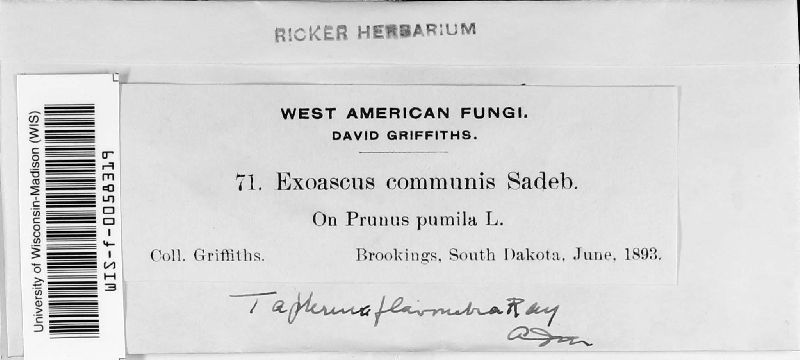 RICKER HERBARIUM
WEST AMERICAN FUNGI.
DAVID GRIFFITHS.
71. Exoascus communis Sadeb.
On Prunus pumila L.
Coll. Griffiths. Brookings, South Dakota, June, 1893.
University of Wisconsin-Madison (WIS)
WIS-f-0058319
Taphrina Ray